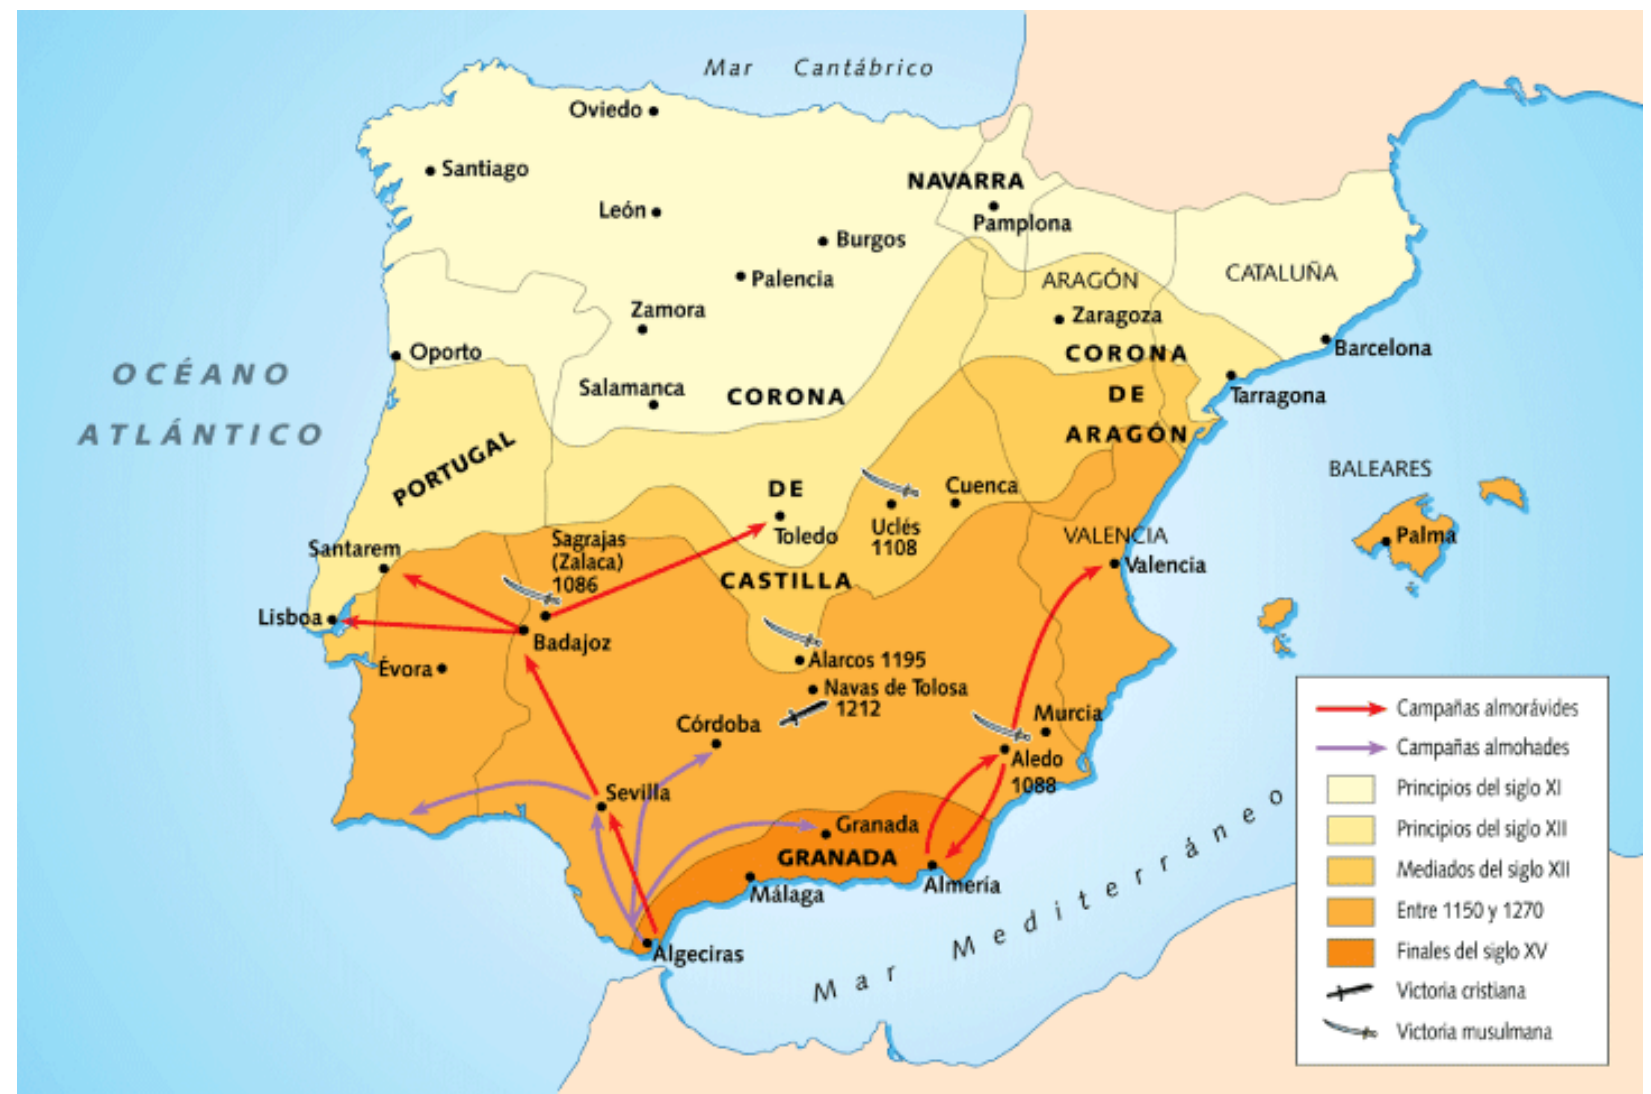 Mar Cantábrico
Oviedo
Santiago
León
NAVARRA
Pamplona
Burgos
Palencia
ARAGÓN
CATALUÑA
Zamora
Zaragoza
Oporto
CORONA
Barcelona
OCÉANO
ATLÁNTICO
Salamanca
CORONA
DE
Tarragona
ARAGÓN
PORTUGAL
BALEARES
DE
Cuenca
Toledo
Uclés
1108
VALENCIA
Palma
Santarem
Sagrajas
(Zalaca)
1086
CASTILLA
Valencia
Lisboa
Badajoz
Évora
Alarcos 1195
Navas de Tolosa
1212
Córdoba
Murcia
Aledo
1088
Sevilla
Granada
GRANADA
Málaga
Almería
Algeciras
Mar Mediterráneo
Campañas almorávides
Campañas almohades
Principios del siglo XI
Principios del siglo XII
Mediados del siglo XII
Entre 1150 y 1270
Finales del siglo XV
Victoria cristiana
Victoria musulmana